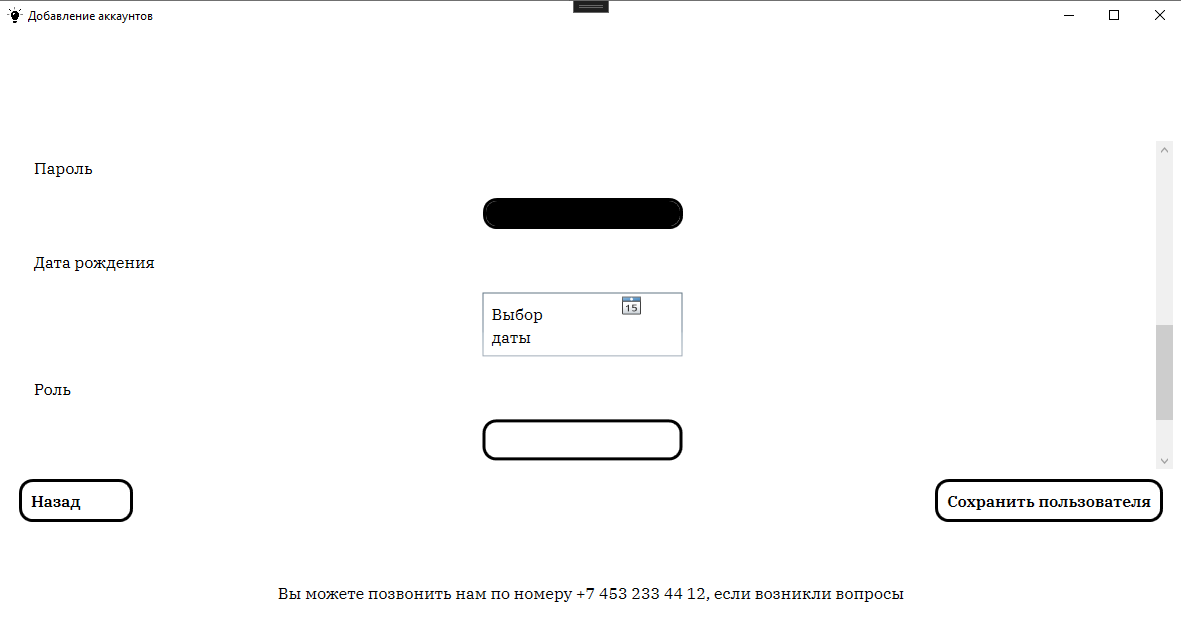 Добавление аккаунтов
Пароль
Дата рождения
Выбор
15
даты
Роль
Назад
Сохранить пользователя
Вы можете позвонить нам по номеру +7 453 233 44 12, если возникли вопросы